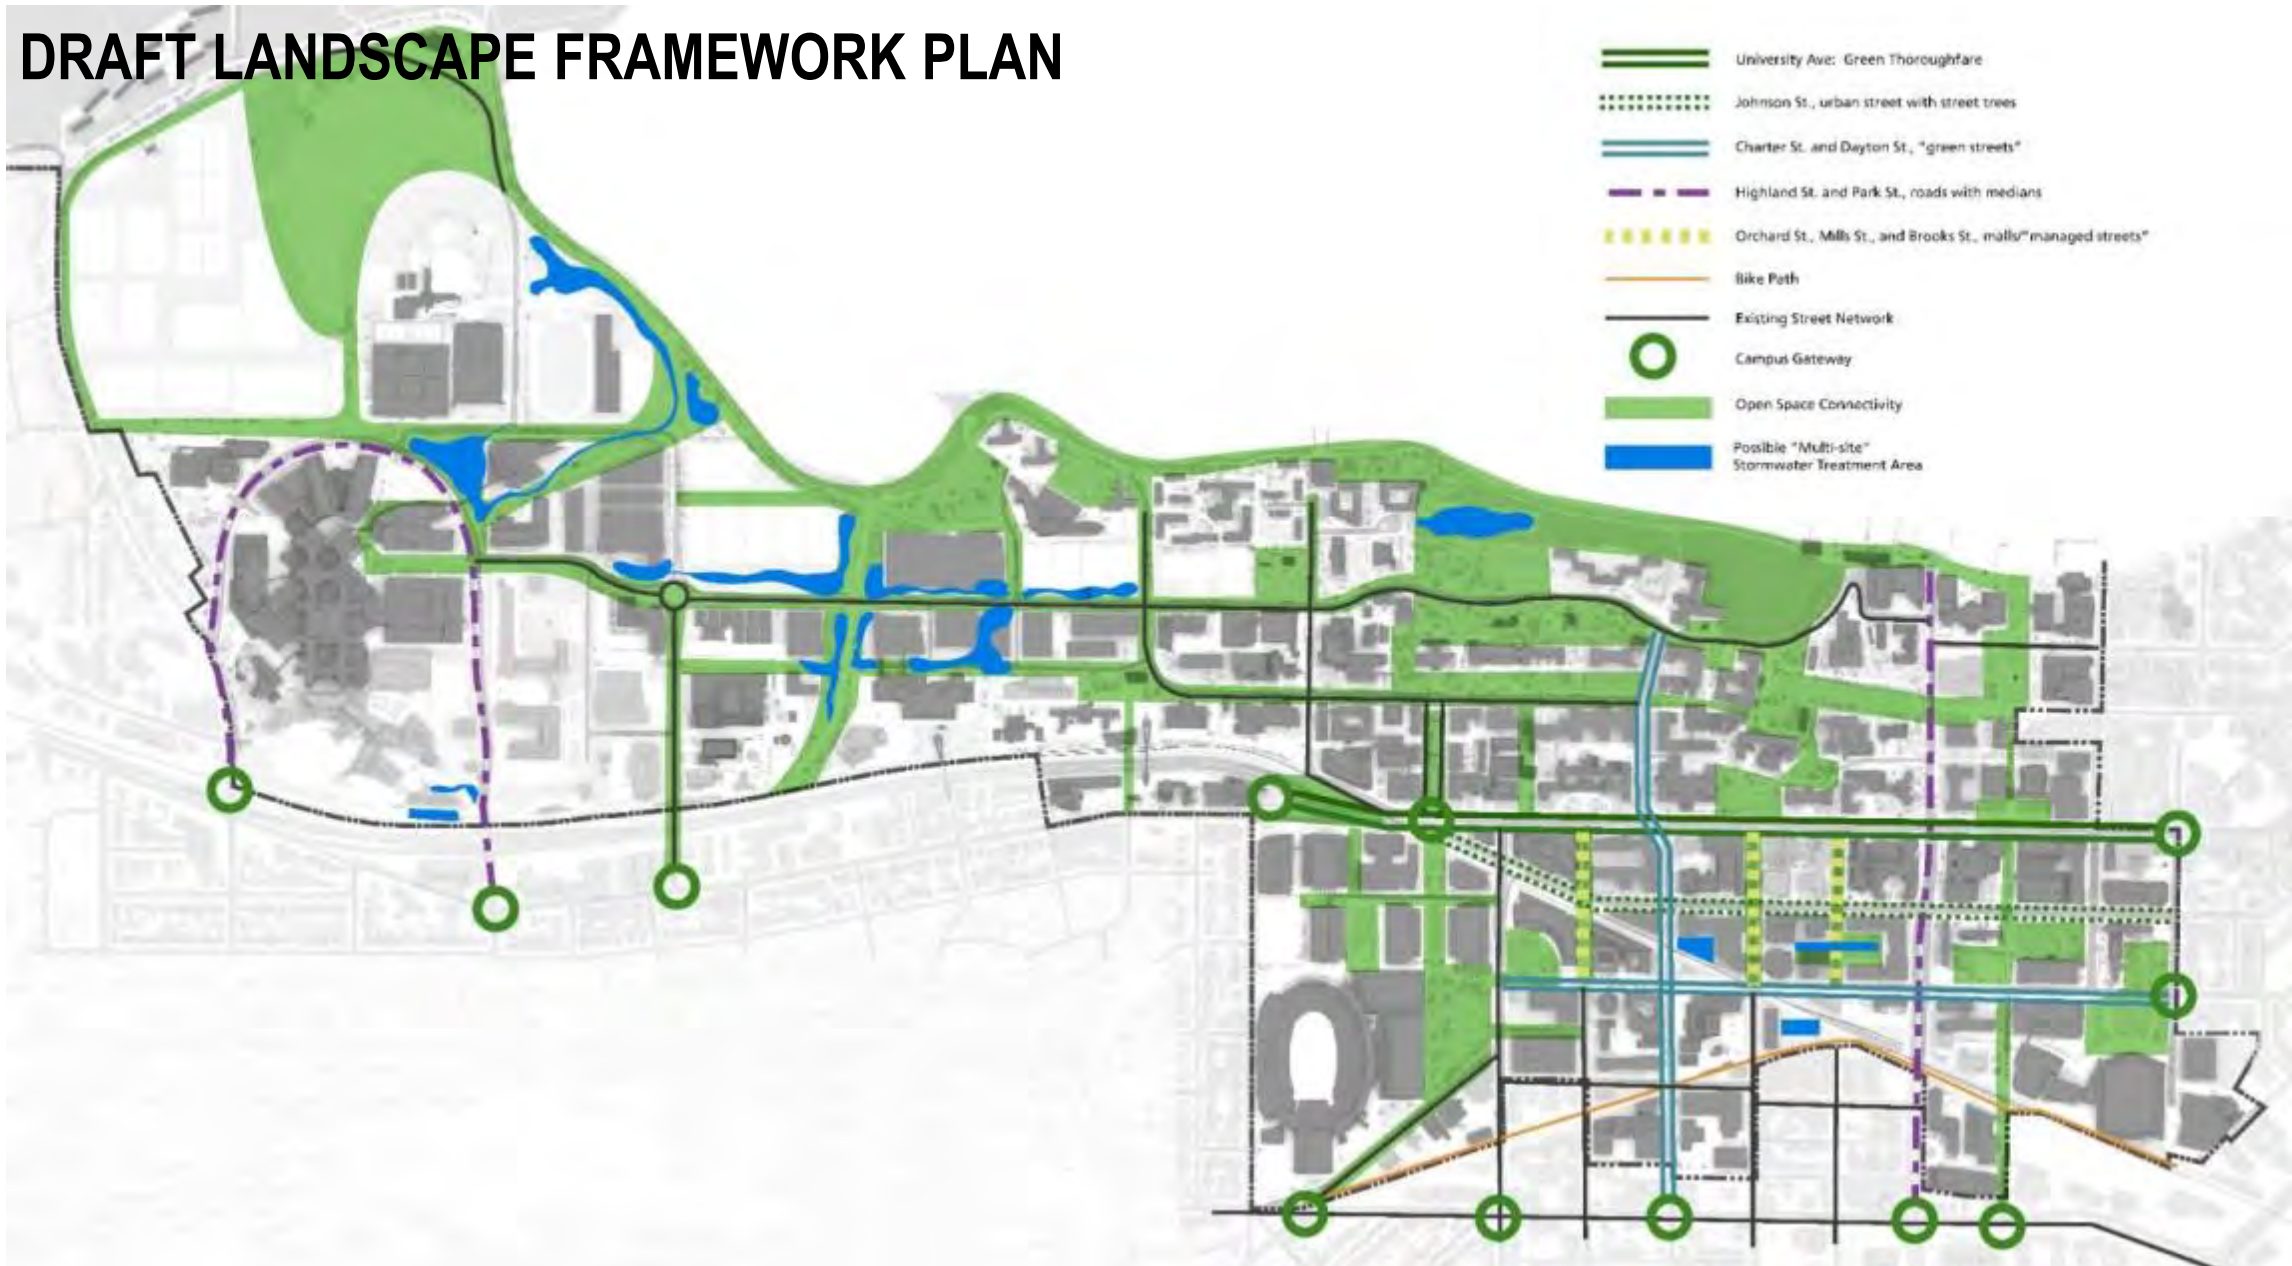 DRAFT LANDSCAPE FRAMEWORK PLAN
University Ave: Green Thoroughfare
Johnson St., urban street with street trees
Charter St. and Dayton St., "green streets"
Highland St. and Park St., roads with medians
Orchard St., Mills St., and Brooks St., malls/"managed streets"
Bike Path
Existing Street Network
Campus Gateway
Open Space Connectivity
Possible "Multi-site"
Stormwater Treatment Area